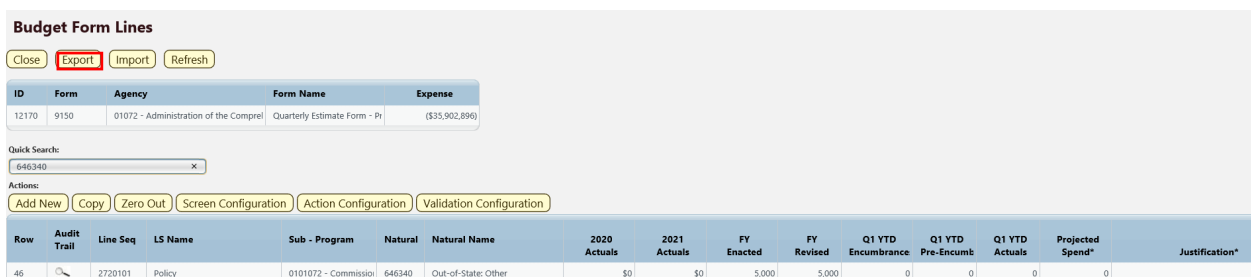 Budget Form Lines
Close Export Import Refresh
ID Form Agency Form Name Expense
12170 9150 01072 - Administration of the Comprel Quarterly Estimate Form - Pr ($35,902,896)
Quick Search:
646340 ×
Actions:
Add New Copy Zero Out Screen Configuration Action Configuration Validation Configuration
Row Audit Trail Line Seq LS Name Sub - Program Natural Natural Name 2020 Actuals 2021 Actuals FY Enacted FY Revised Q1 YTD Encumbrance Q1 YTD Pre-Encumb Q1 YTD Actuals Projected Spend* Justification*
46 2720101 Policy 0101072 - Commissio 646340 Out-of-State: Other $0 $0 5,000 5,000 0 0 0 0